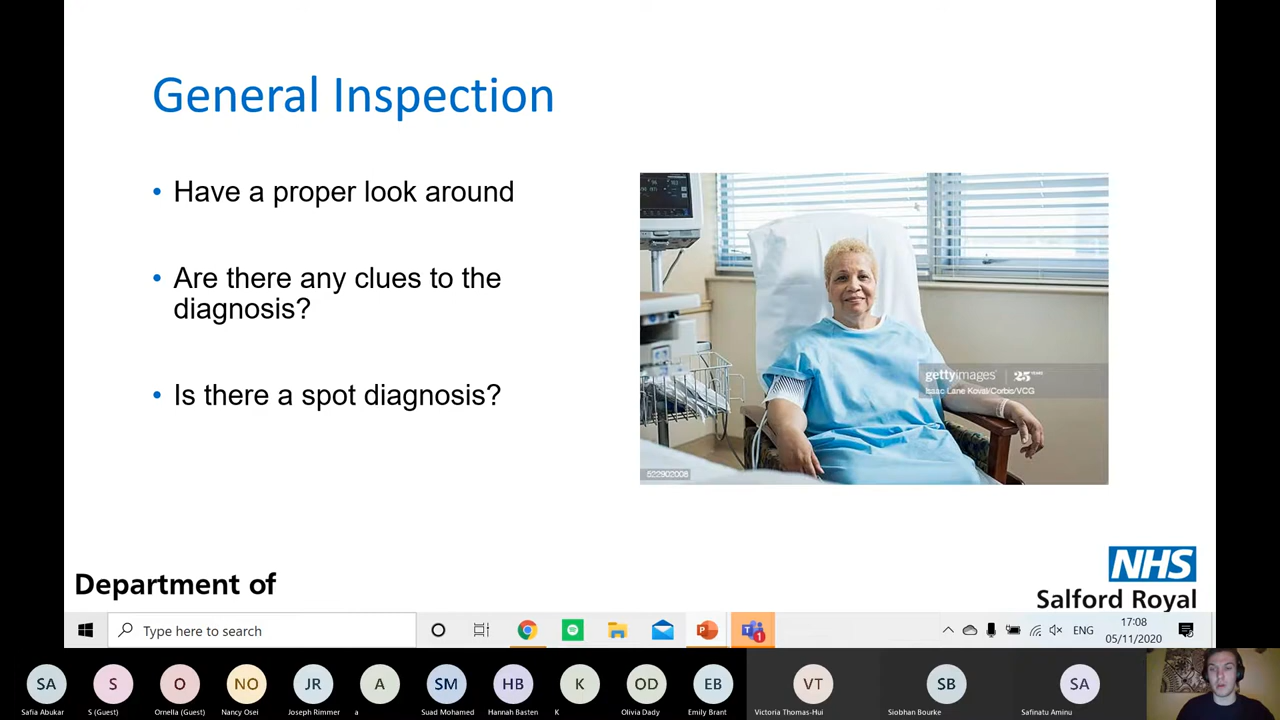 General Inspection
• Have a proper look around
• Are there any clues to the
diagnosis?
• Is there a spot diagnosis?
gettyimages® | 25 YEARS
Isaac Lane Koval/Corbis/VCG
522902008
Department of
NHS
Salford Royal
Type here to search
ENG
17:08
05/11/2020
1
SA S O NO JR A SM HB K OD EB VT SB SA
Safia Abukar S (Guest) Ornella (Guest) Nancy Osei Joseph Rimmer a Suad Mohamed Hannah Basten K Olivia Dady Emily Brant Victoria Thomas-Hui Siobhan Bourke Safinatu Aminu